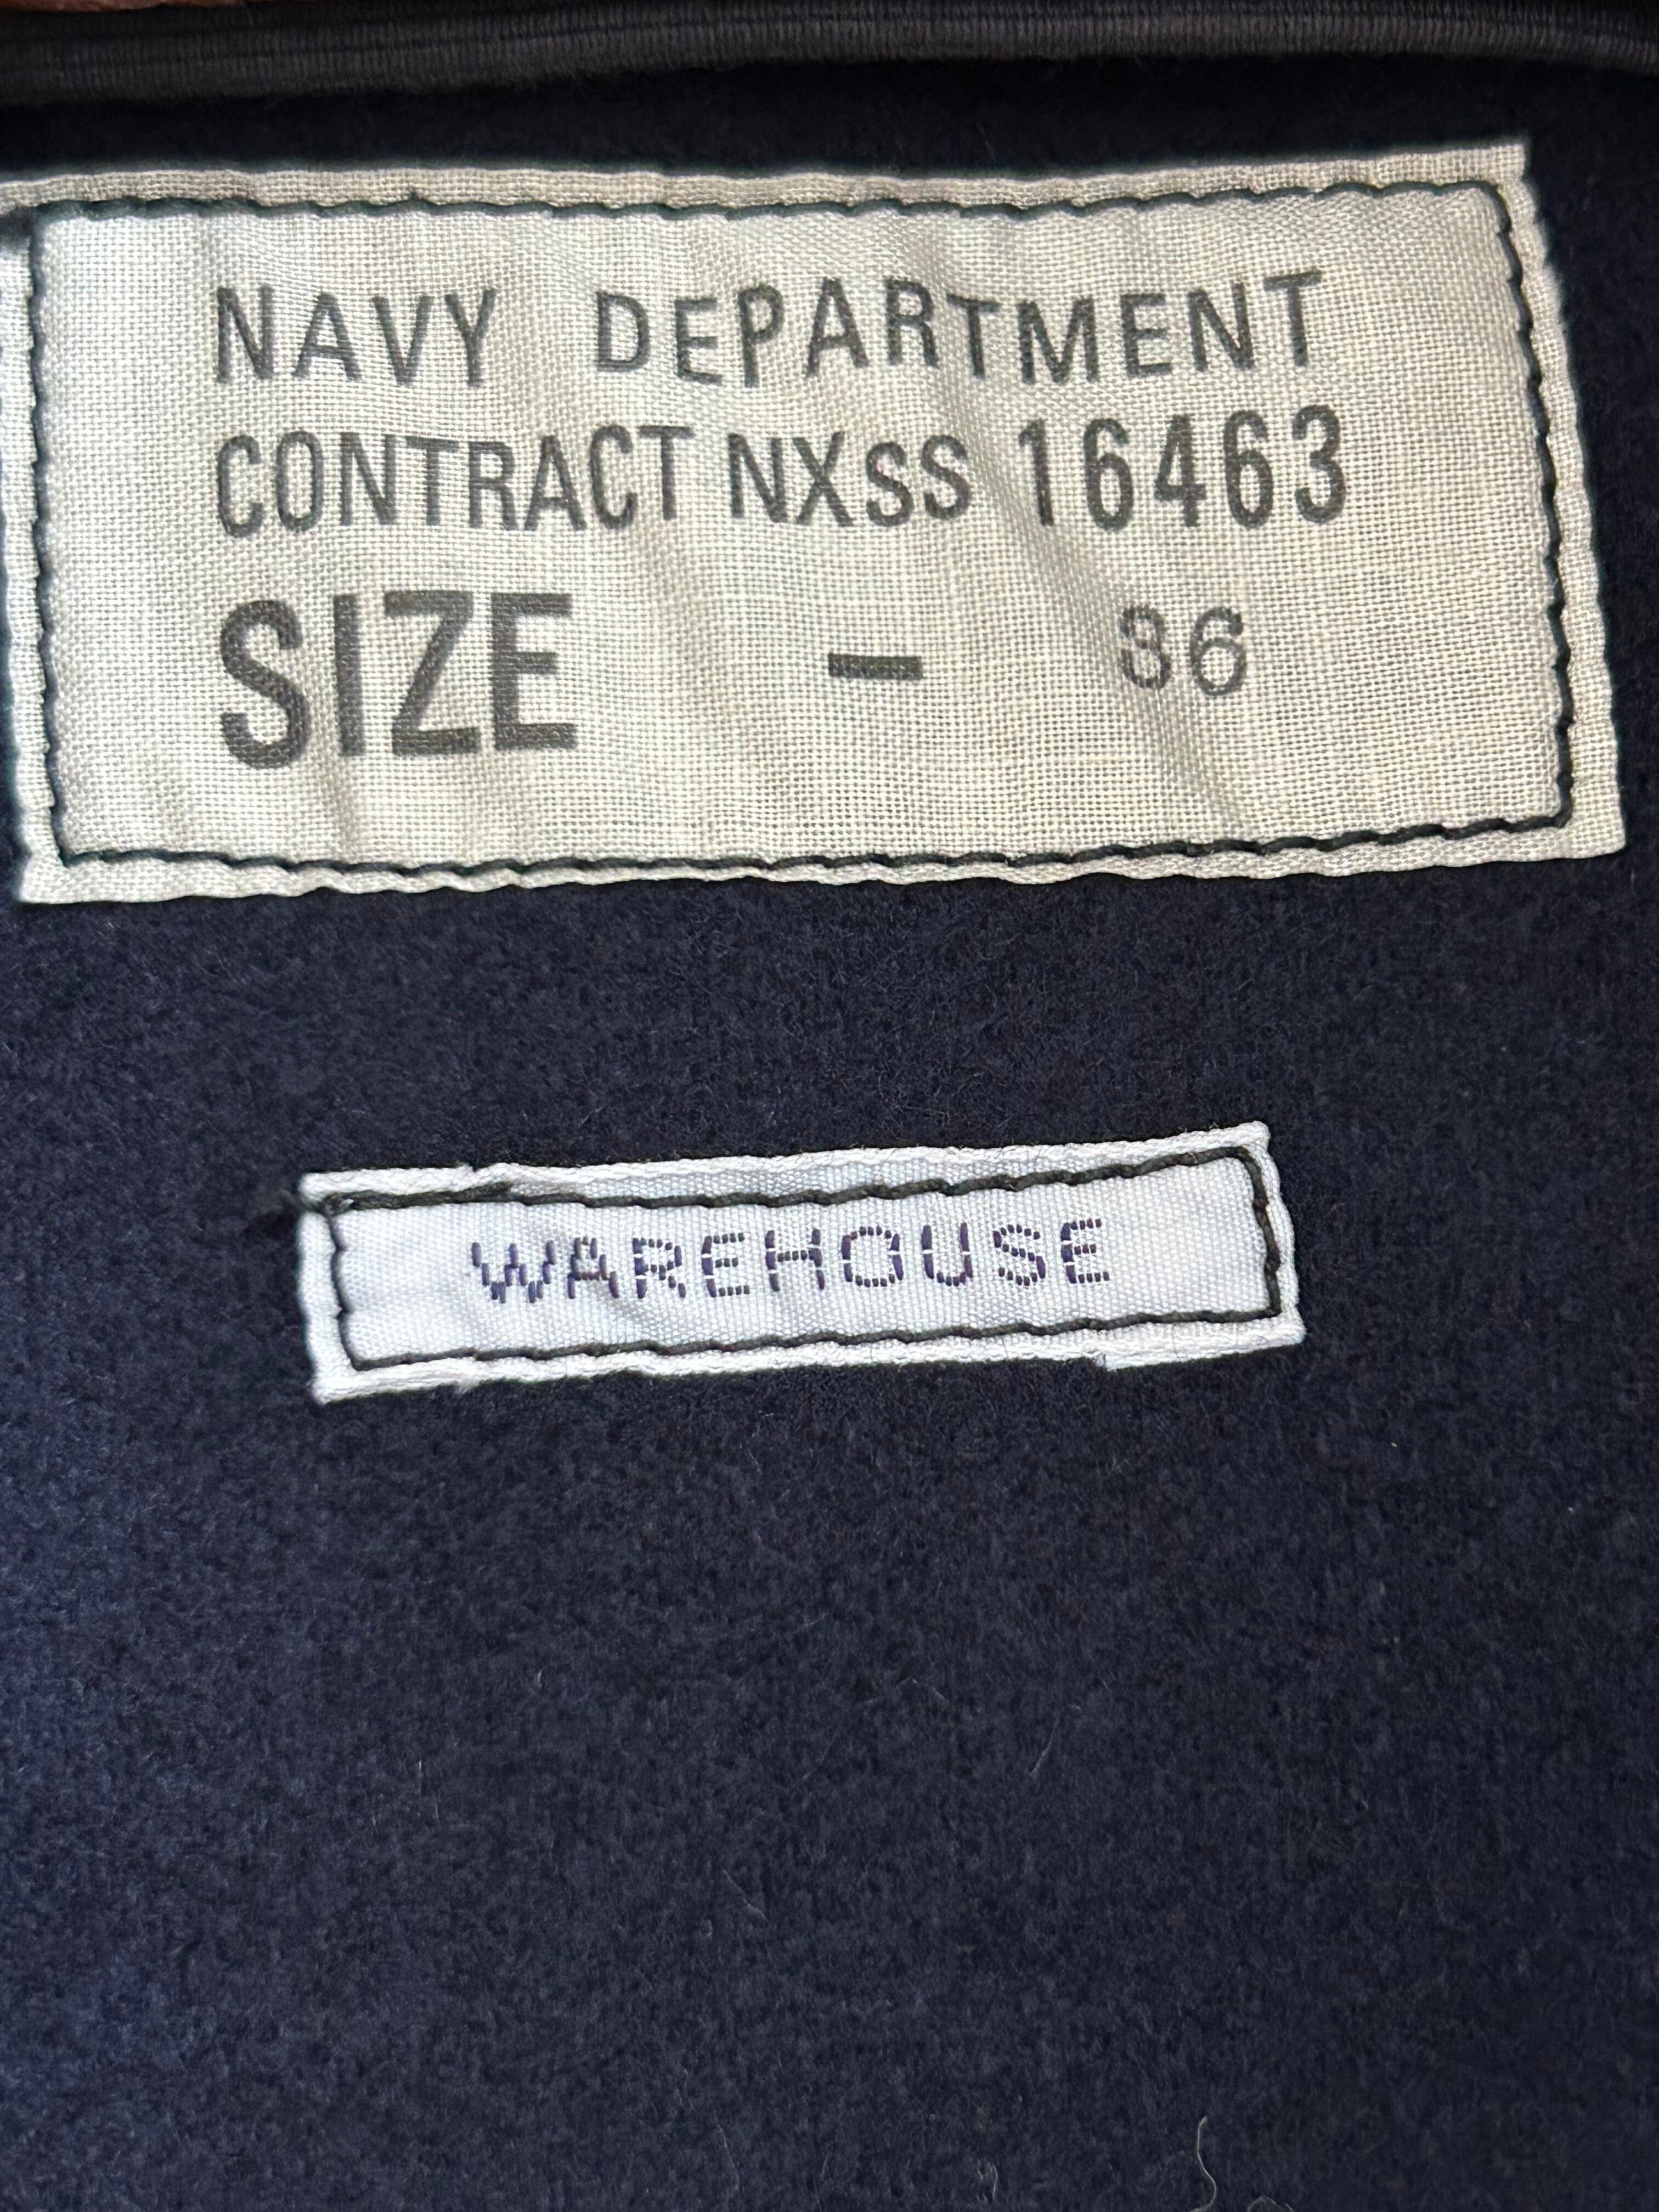 NAVY DEPARTMENT
CONTRACT NXSS 16463
SIZE - 36
WAREHOUSE